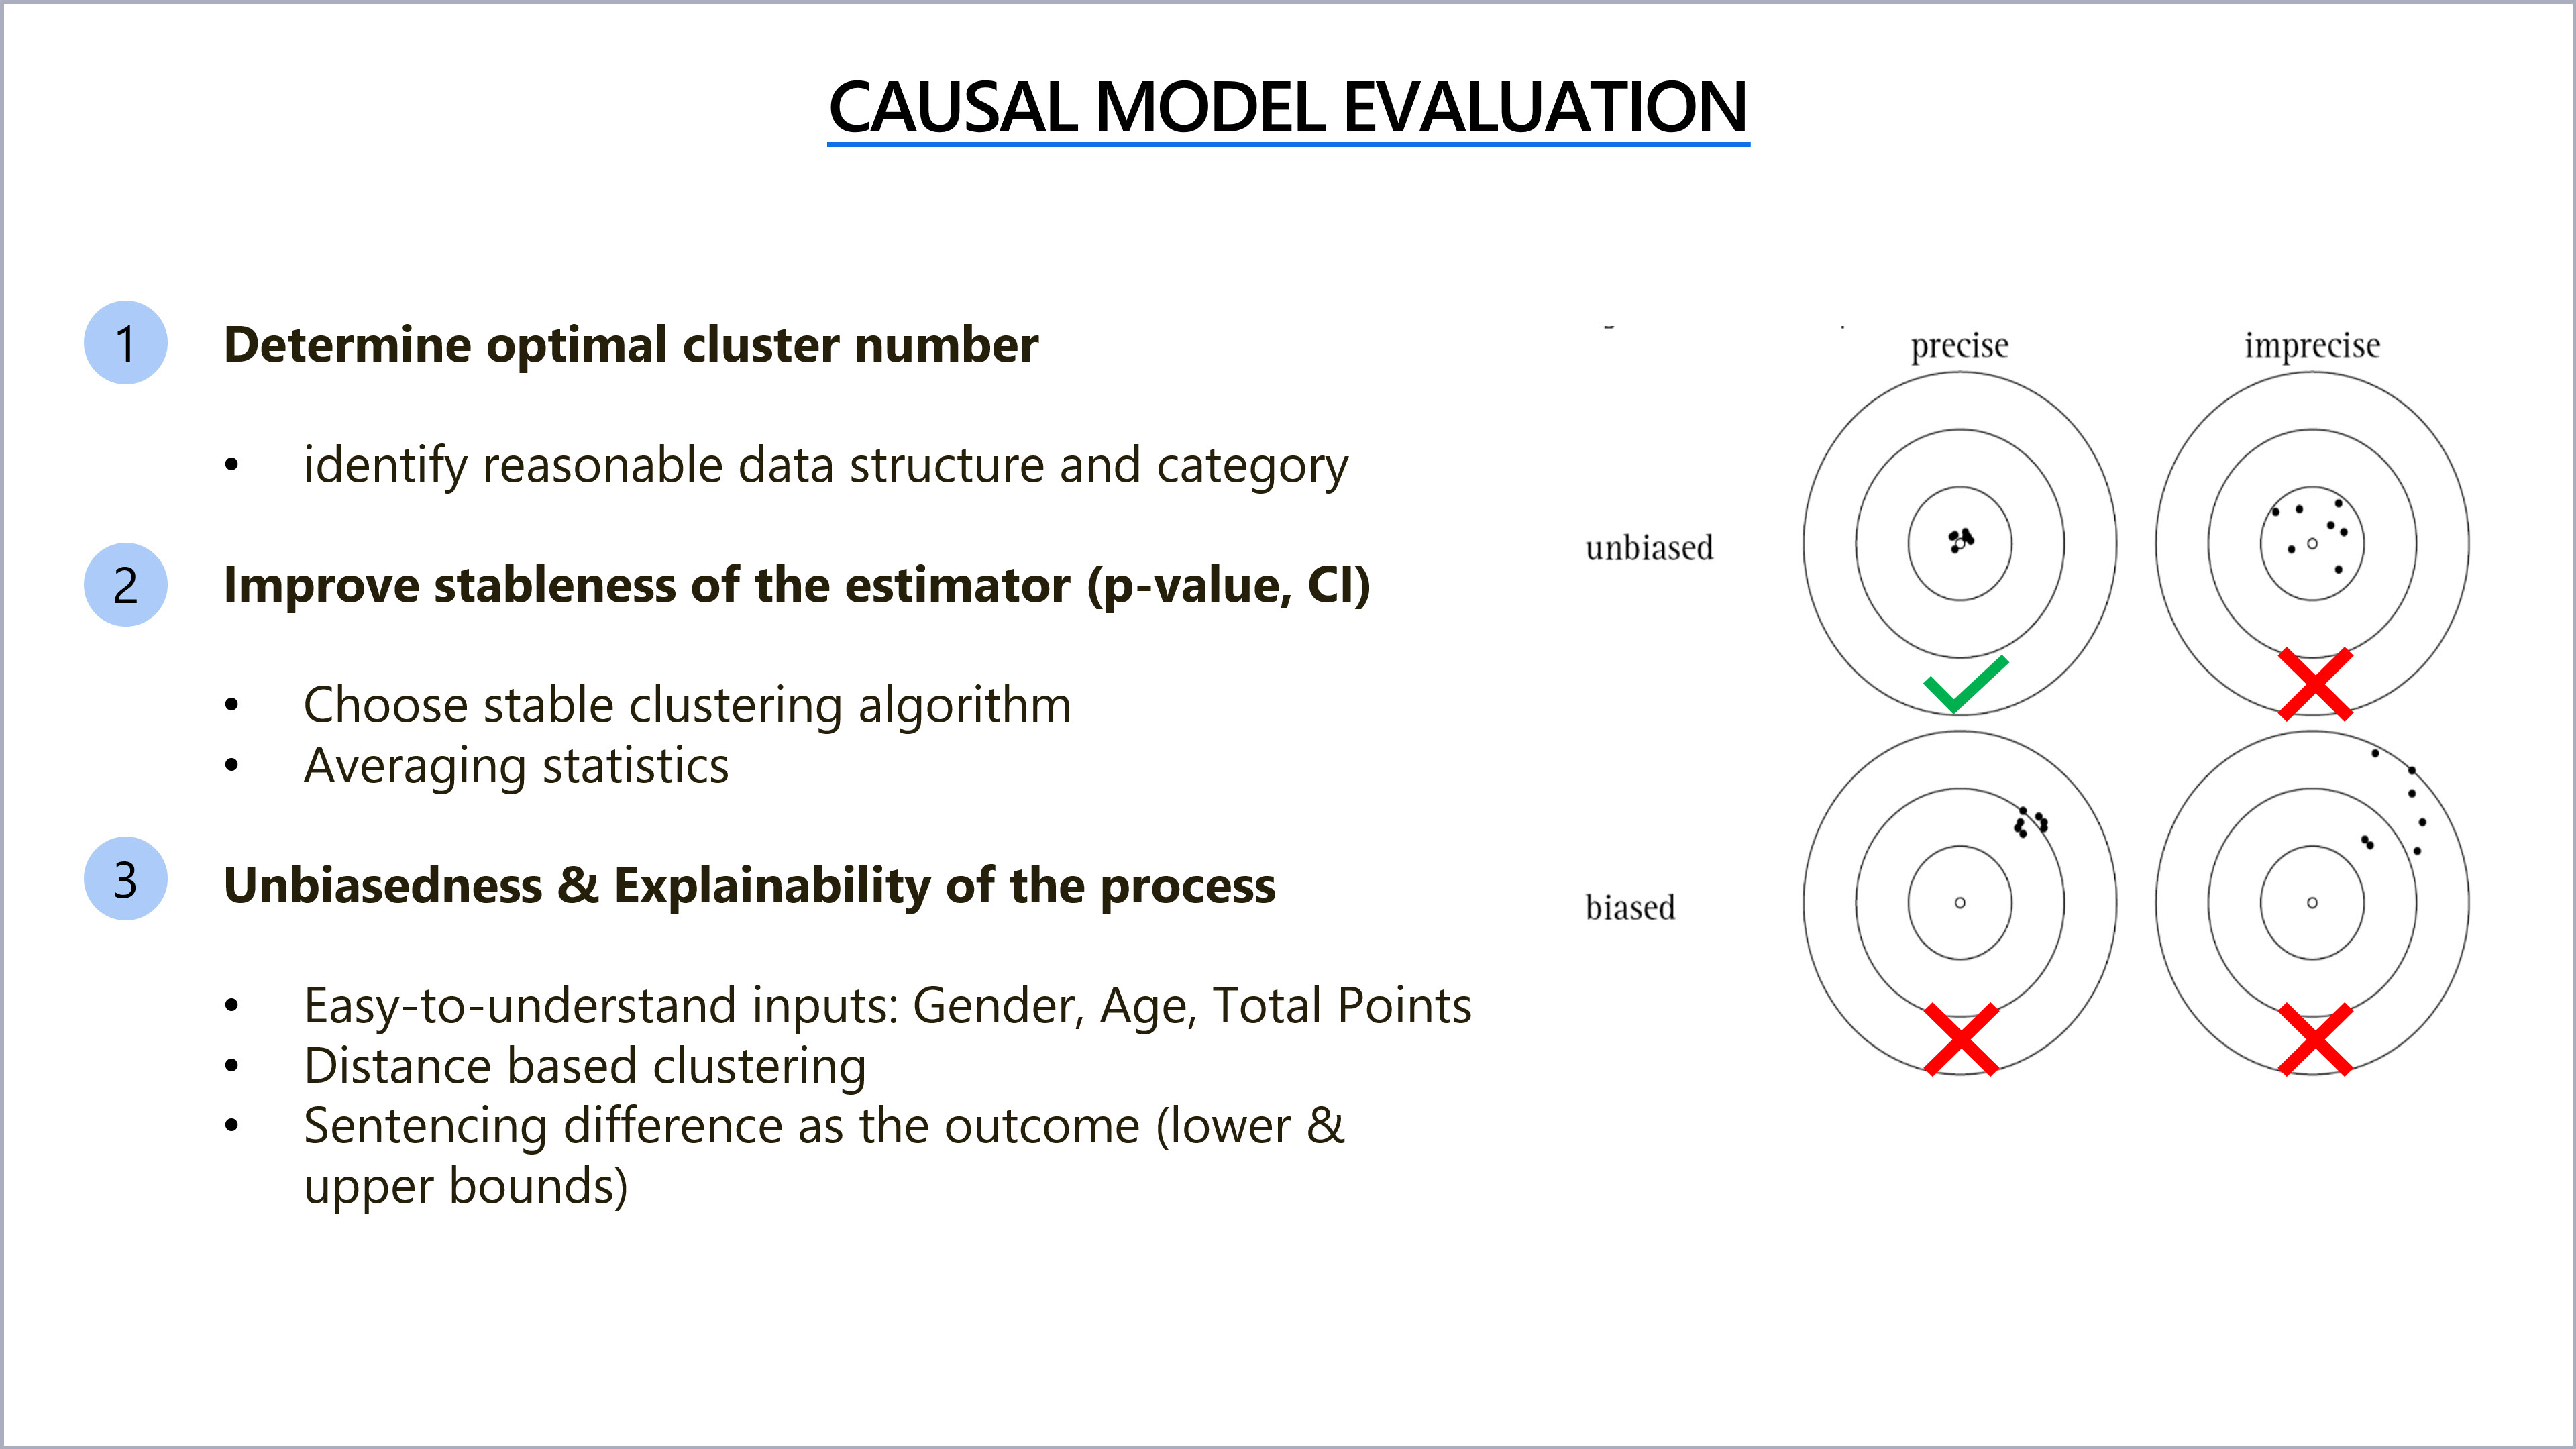 CAUSAL MODEL EVALUATION
1
Determine optimal cluster number
• identify reasonable data structure and category
2
Improve stableness of the estimator (p-value, CI)
• Choose stable clustering algorithm
• Averaging statistics
3
Unbiasedness & Explainability of the process
• Easy-to-understand inputs: Gender, Age, Total Points
• Distance based clustering
• Sentencing difference as the outcome (lower &
upper bounds)
precise
imprecise
unbiased
biased